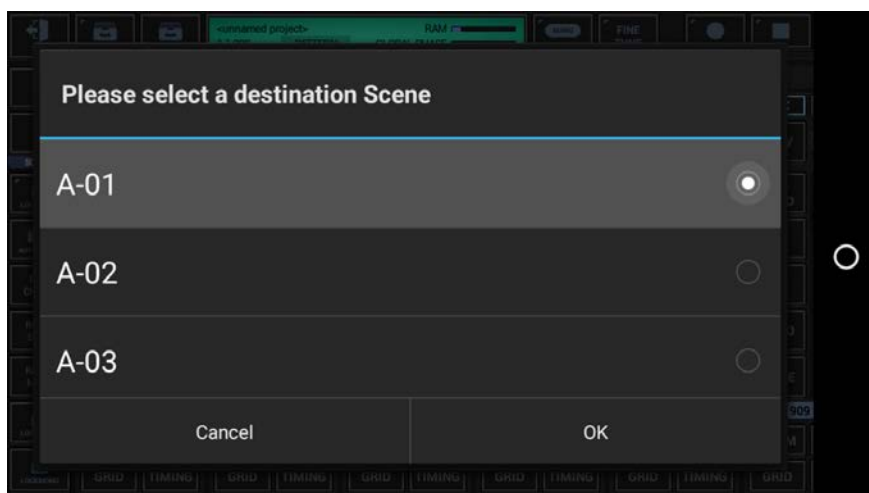 <unnamed project> RAM
FINE
Please select a destination Scene
A-01
A-02
A-03
Cancel OK
909
GRID TIMING GRID TIMING GRID TIMING GRID TIMING GRID TIMING GRID